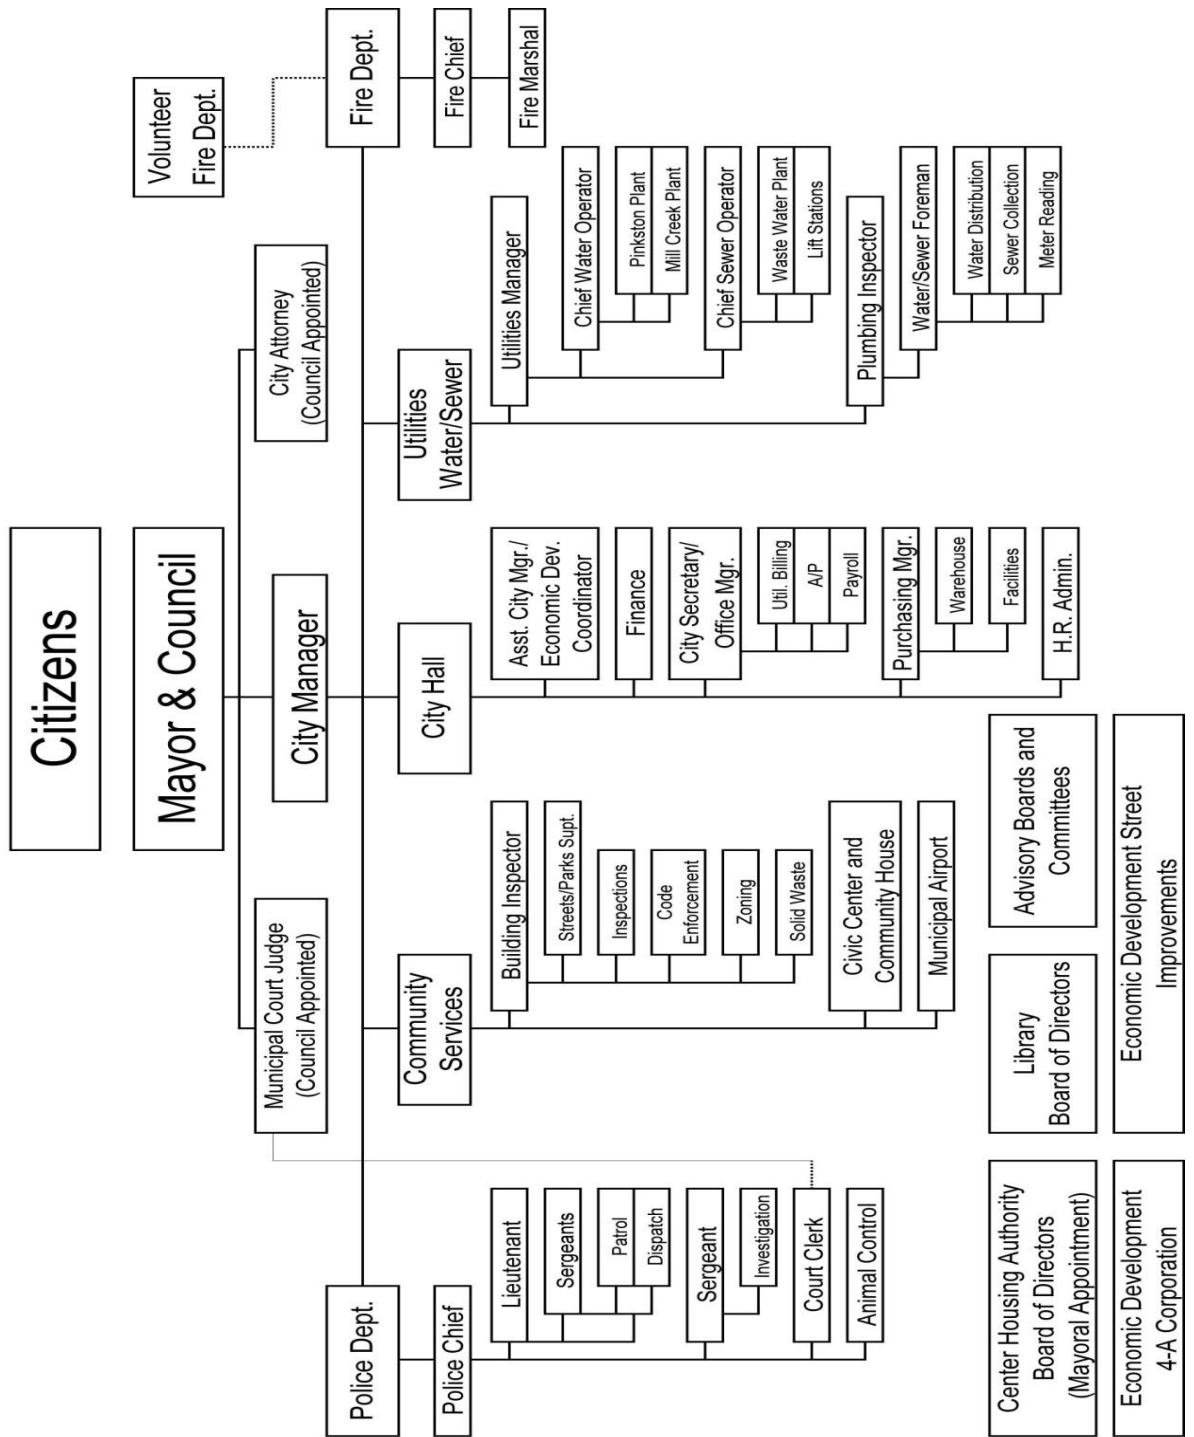 Citizens
Mayor & Council
Municipal Court Judge
(Council Appointed)
City Manager
City Attorney
(Council Appointed)
Volunteer
Fire Dept.
Police Dept.
Police Chief
Lieutenant
Sergeants
Patrol
Dispatch
Sergeant
Investigation
Court Clerk
Animal Control
Community
Services
Building Inspector
Streets/Parks Supt.
Inspections
Code
Enforcement
Zoning
Solid Waste
Civic Center and
Community House
Municipal Airport
City Hall
Asst. City Mgr./
Economic Dev.
Coordinator
Finance
City Secretary/
Office Mgr.
Util. Billing
A/P
Payroll
Purchasing Mgr.
Warehouse
Facilities
H.R. Admin.
Utilities
Water/Sewer
Utilities Manager
Chief Water Operator
Pinkston Plant
Mill Creek Plant
Chief Sewer Operator
Waste Water Plant
Lift Stations
Plumbing Inspector
Water/Sewer Foreman
Water Distribution
Sewer Collection
Meter Reading
Fire Dept.
Fire Chief
Fire Marshal
Center Housing Authority
Board of Directors
(Mayoral Appointment)
Library
Board of Directors
Advisory Boards and
Committees
Economic Development
4-A Corporation
Economic Development Street
Improvements